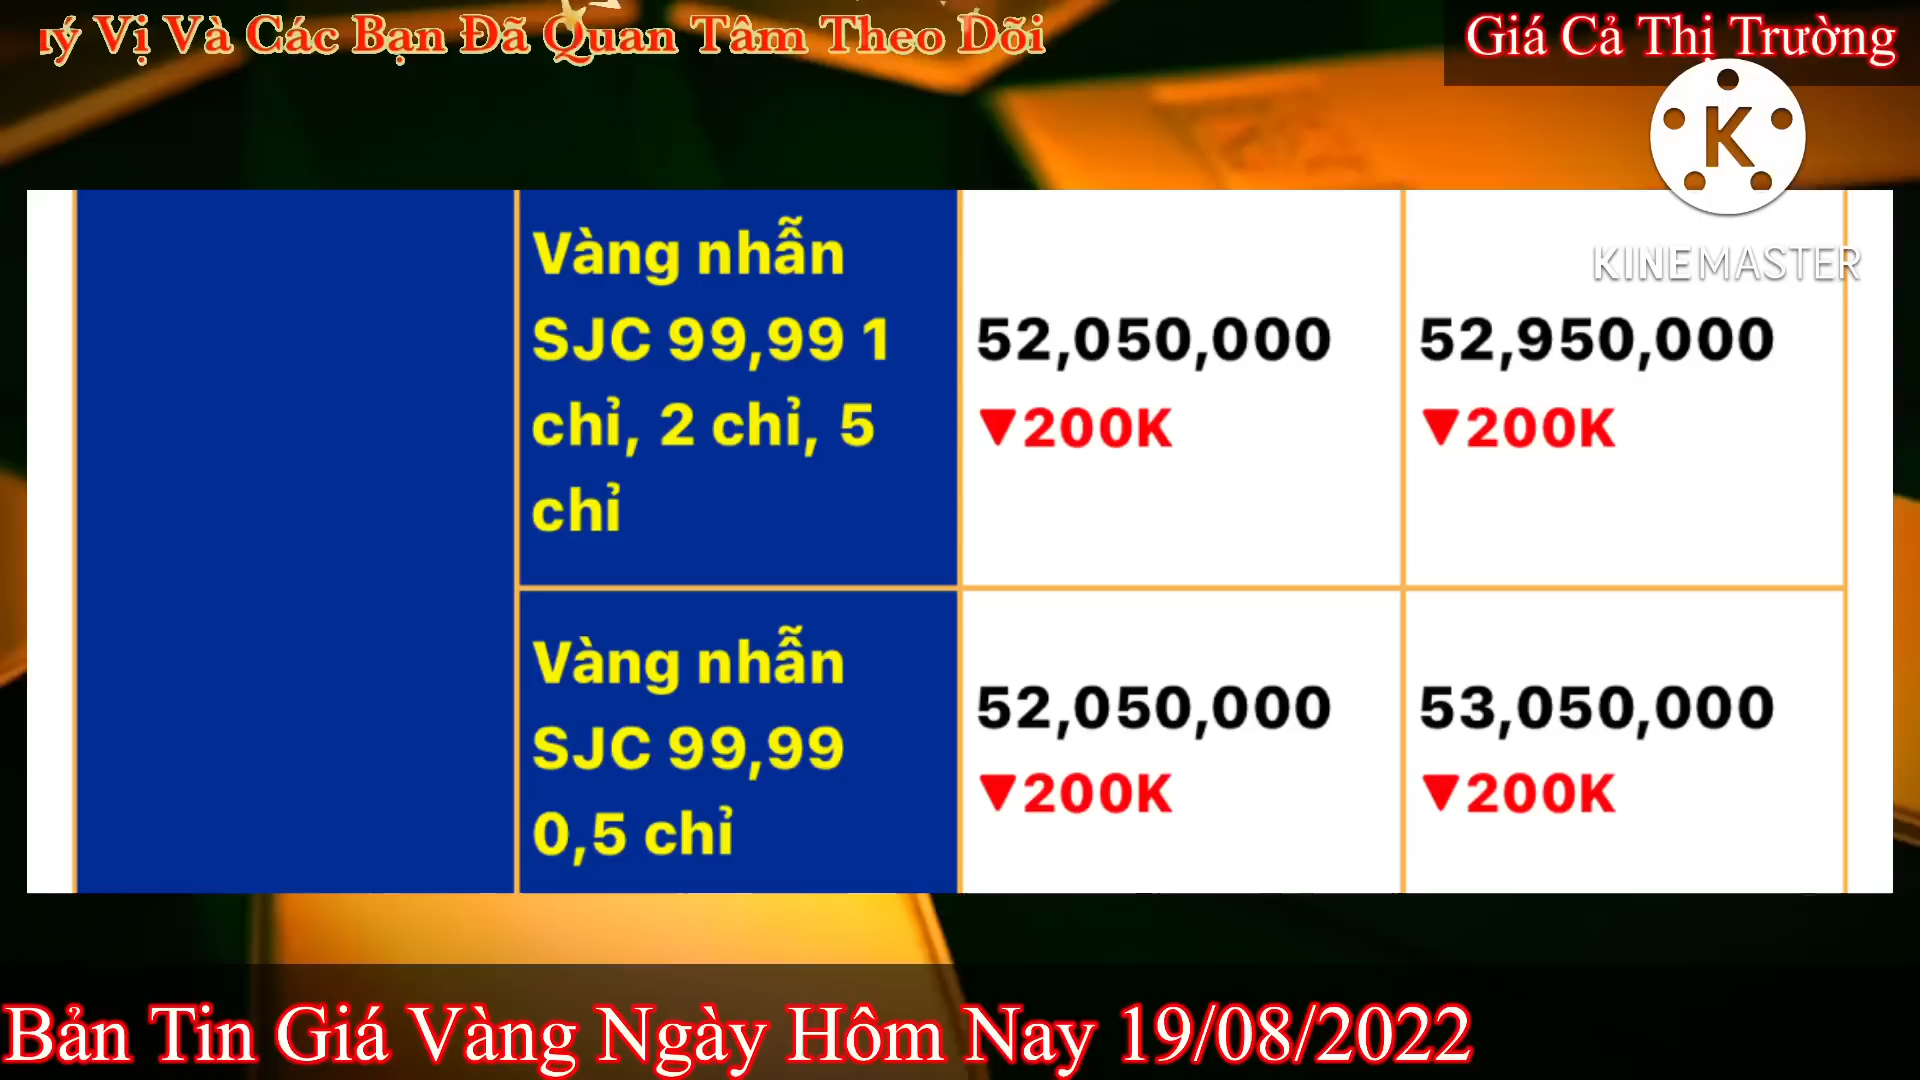 Vị Và Các Bạn Đã Quan Tâm Theo Dõi
Giá Cả Thị Trường
K
KINEMASTER
Vàng nhẫn
SJC 99,99 1
chỉ, 2 chỉ, 5
chỉ
52,050,000
▼200K
52,950,000
▼200K
Vàng nhẫn
SJC 99,99
0,5 chỉ
52,050,000
▼200K
53,050,000
▼200K
Bản Tin Giá Vàng Ngày Hôm Nay 19/08/2022